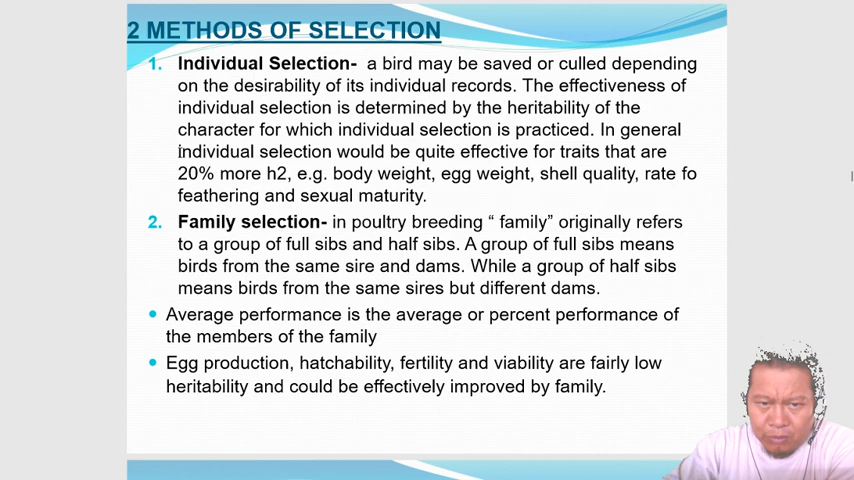 2 METHODS OF SELECTION
1. Individual Selection- a bird may be saved or culled depending
on the desirability of its individual records. The effectiveness of
individual selection is determined by the heritability of the
character for which individual selection is practiced. In general
individual selection would be quite effective for traits that are
20% more h2, e.g. body weight, egg weight, shell quality, rate fo
feathering and sexual maturity.
2. Family selection- in poultry breeding “ family” originally refers
to a group of full sibs and half sibs. A group of full sibs means
birds from the same sire and dams. While a group of half sibs
means birds from the same sires but different dams.
• Average performance is the average or percent performance of
the members of the family
• Egg production, hatchability, fertility and viability are fairly low
heritability and could be effectively improved by family.